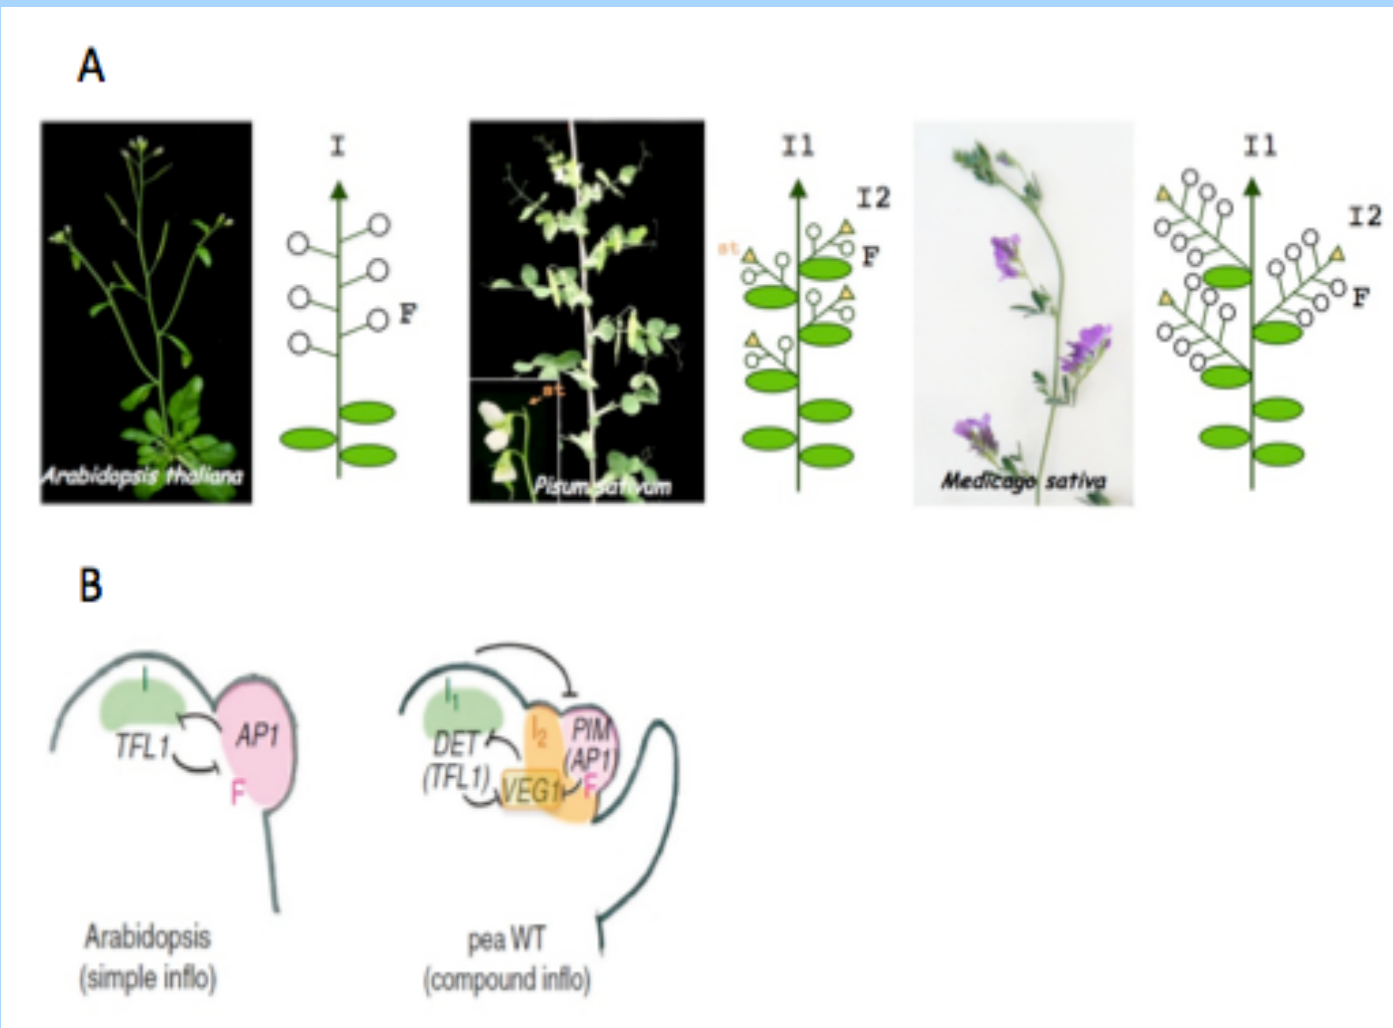 A
I
F
Arabidopsis thaliana
I1
I2
st
F
st
Pisum sativum
I1
I2
F
Medicago sativa
B
I
TFL1
AP1
F
Arabidopsis
(simple inflo)
I1
I2
DET
(TFL1)
VEG1
PIM
(AP1)
F
pea WT
(compound inflo)